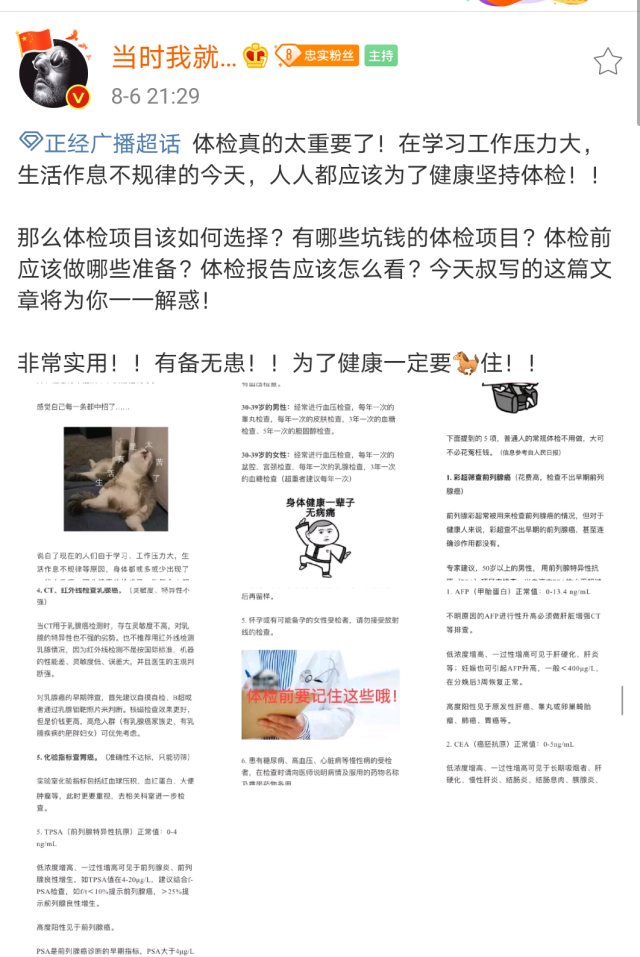 当时我就... 8 忠实粉丝 主持
8-6 21:29
正经广播超话 体检真的太重要了！在学习工作压力大，
生活作息不规律的今天，人人都应该为了健康坚持体检！！
那么体检项目该如何选择？有哪些坑钱的体检项目？体检前
应该做哪些准备？体检报告应该怎么看？今天叔写的这篇文
章将为你一一解惑！
非常实用！！有备无患！！为了健康一定要🐎住！！
感觉自己每一条都中招了……
生活太苦了
说白了现在的人们由于学习、工作压力大，生
活作息不规律等原因，身体都或多或少出现了
4. CT、红外线检查乳腺癌。（灵敏度、特异性不
强）
当CT用于乳腺癌检测时，存在灵敏度不高，对乳
腺的特异性也不强的劣势。也不推荐用红外线检测
乳腺情况，因为红外线检测不是按国际标准，机器
的性能差、灵敏度低、误差大，并且医生的主观判
断强。
对乳腺癌的早期筛查，首先建议自摸自检、B超或
者通过乳腺钼靶照片来判断。核磁检查效果更好，
但是价钱更高，高危人群（有乳腺癌家族史、有乳
腺疾病的肥胖妇女）可优先考虑。
5. 化验指标查胃癌。（准确性不达标，只能初筛）
实验室化验指标包括红血球压积、血红蛋白、大便
肿瘤等，此时更要重视，去相关科室进一步检
查。
5. TPSA（前列腺特异性抗原）正常值：0-4
ng/mL
低浓度增高、一过性增高可见于前列腺炎、前列
腺良性增生，如TPSA值在4-20μg/L，建议结合f-
PSA检查，如f/t＜10%提示前列腺癌，＞25%提
示前列腺良性增生。
高度阳性见于前列腺癌。
PSA是前列腺癌诊断的早期指标，PSA大于4μg/L
有血压检查。
30-39岁的男性：经常进行血压检查，每年一次的
睾丸检查，每年一次的皮肤检查，3年一次的血糖
检查、5年一次的胆固醇检查。
30-39岁的女性：经常进行血压检查，每年一次的
盆腔、宫颈检查、每年一次的乳腺检查，3年一次
的血糖检查（超重者建议每年一次）
身体健康一辈子
无病痛
后再留样。
5. 怀孕或有可能备孕的女性受检者，请勿接受放射
线的检查。
体检前要记住这些哦！
6. 患有糖尿病、高血压、心脏病等慢性病的受检
者，在检查时请向医师说明病情及服用的药物名称
下面提到的 5 项，普通人的常规体检不用做，大可
不必花冤枉钱。（信息参考自人民日报）
1. 彩超筛查前列腺癌（花费高，检查不出早期前列
腺癌）
前列腺彩超常被用来检查前列腺癌的情况，但对于
健康人来说，彩超查不出早期的前列腺癌，甚至连
确诊作用都没有。
专家建议，50岁以上的男性，用前列腺特异性抗
1. AFP（甲胎蛋白）正常值：0-13.4 ng/mL
不明原因的AFP进行性升高必须做肝脏增强CT
等排查。
低浓度增高、一过性增高可见于肝硬化、肝炎
等；妊娠也可引起AFP升高，一般＜400μg/L，
在分娩后3周恢复正常。
高度阳性见于原发性肝癌、睾丸或卵巢畸胎
瘤、肺癌、胃癌等。
2. CEA（癌胚抗原）正常值：0-5ng/mL
低浓度增高、一过性增高可见于长期吸烟者、肝
硬化、慢性肝炎、结肠炎、结肠息肉、胰腺炎、